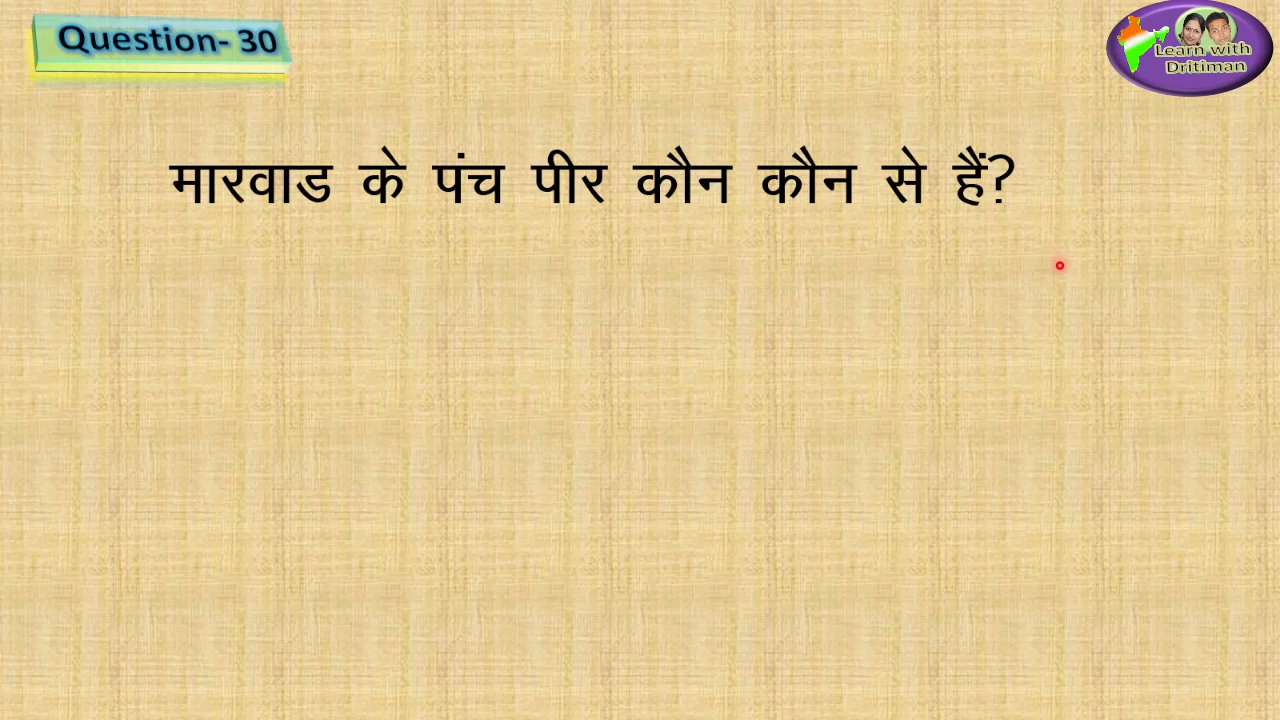 Question- 30
Learn with
Dritiman
मारवाड के पंच पीर कौन कौन से हैं?